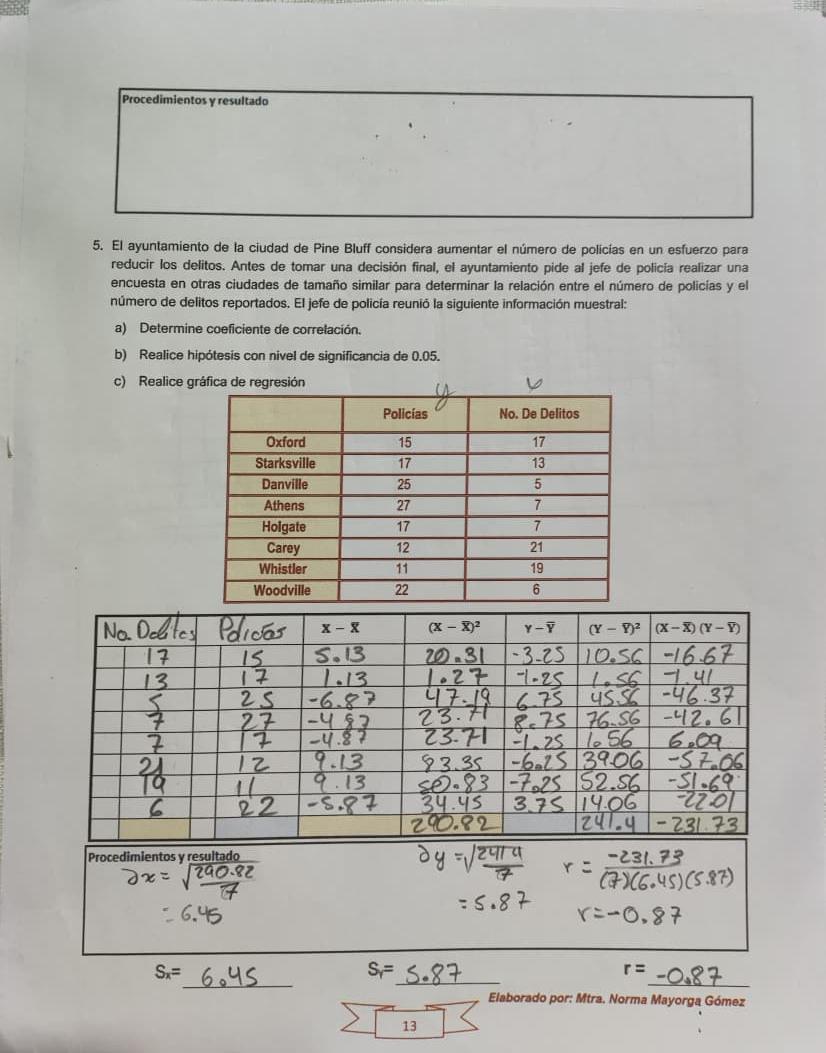 Procedimientos y resultado
5. El ayuntamiento de la ciudad de Pine Bluff considera aumentar el número de policías en un esfuerzo para
reducir los delitos. Antes de tomar una decisión final, el ayuntamiento pide al jefe de policía realizar una
encuesta en otras ciudades de tamaño similar para determinar la relación entre el número de policías y el
número de delitos reportados. El jefe de policía reunió la siguiente información muestral:
a) Determine coeficiente de correlación.
b) Realice hipótesis con nivel de significancia de 0.05.
c) Realice gráfica de regresión
y
Policías No. De Delitos
Oxford 15 17
Starksville 17 13
Danville 25 5
Athens 27 7
Holgate 17 7
Carey 12 21
Whistler 11 19
Woodville 22 6
No. Delitos Policías X – X̅ (X – X̅)² Y – Y̅ (Y – Y̅)² (X – X̅) (Y – Y̅)
17 15 5.13 20.31 -3.25 10.56 -16.67
13 17 1.13 1.27 -1.25 1.56 -1.41
5 25 -6.87 47.19 6.75 45.56 -46.37
7 27 -4.87 23.71 8.75 76.56 -42.61
7 17 -4.87 23.71 -1.25 1.56 6.09
21 12 9.13 83.35 -6.25 39.06 -57.06
19 11 9.13 50.83 -7.25 52.56 -51.69
6 22 -5.87 34.45 3.75 14.06 -22.01
290.82 241.4 -231.73
Procedimientos y resultado
∂x = √290.82/7 ∂y = √241.4/7 r = -231.73/(7)(6.45)(5.87)
= 6.45 = 5.87 r = -0.87
Sₓ= 6.45 Sᵧ= 5.87 r = -0.87
Elaborado por: Mtra. Norma Mayorga Gómez
13